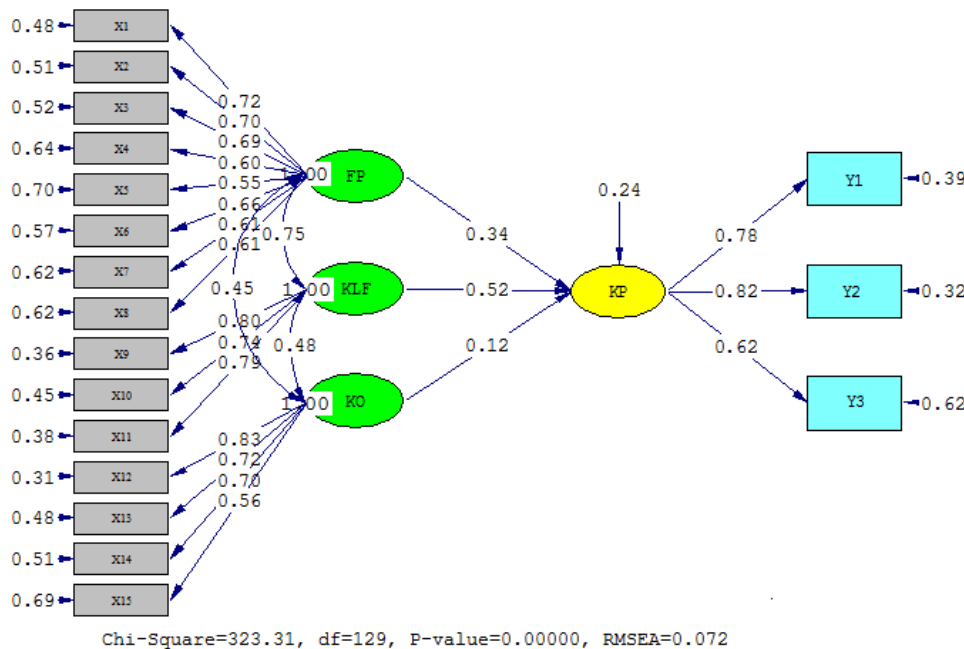 0.48 X1
0.51 X2
0.52 X3
0.64 X4
0.70 X5
0.57 X6
0.62 X7
0.62 X8
0.36 X9
0.45 X10
0.38 X11
0.31 X12
0.48 X13
0.51 X14
0.69 X15
0.72
0.70
0.69
0.60
0.55
0.66
0.61
0.61
1.00 FP
0.75
0.45
1.00 KLF
0.80
0.74
0.79
0.48
1.00 KO
0.83
0.72
0.70
0.56
0.34
0.52
0.12
0.24
KP
0.78
0.82
0.62
Y1 0.39
Y2 0.32
Y3 0.62
Chi-Square=323.31, df=129, P-value=0.00000, RMSEA=0.072